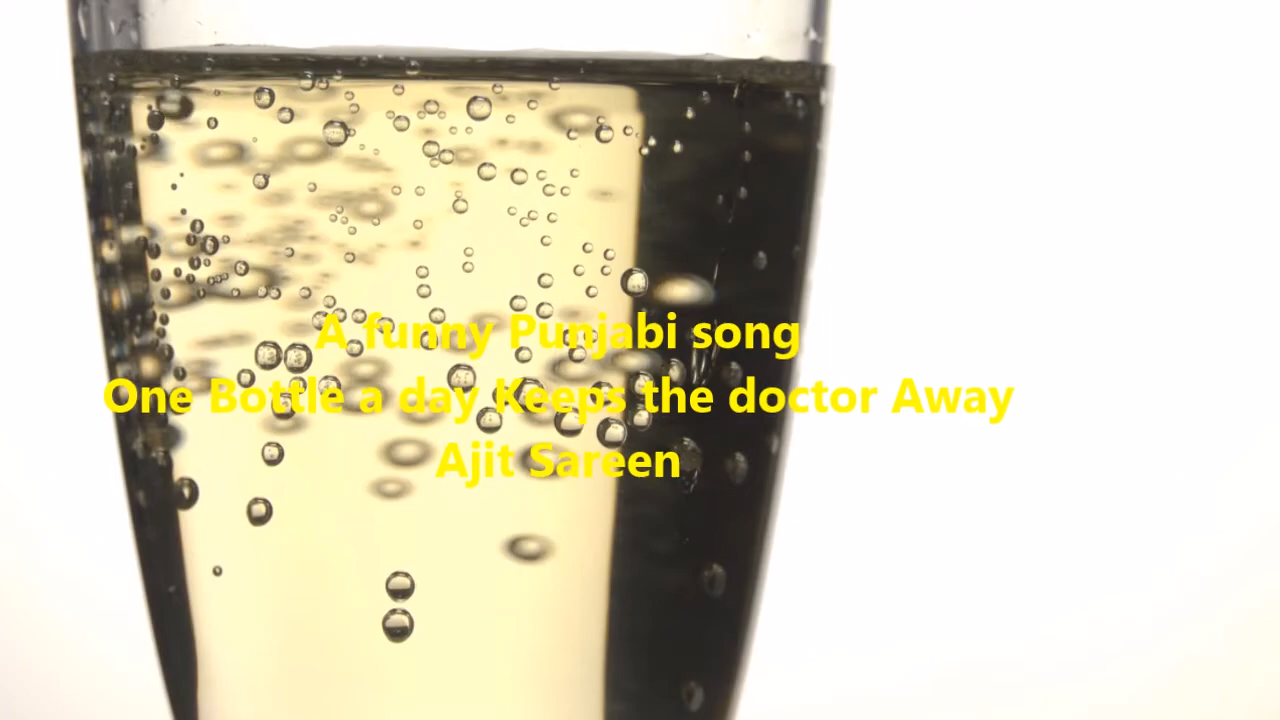 A funny Punjabi song
One Bottle a day Keeps the doctor Away
Ajit Sareen